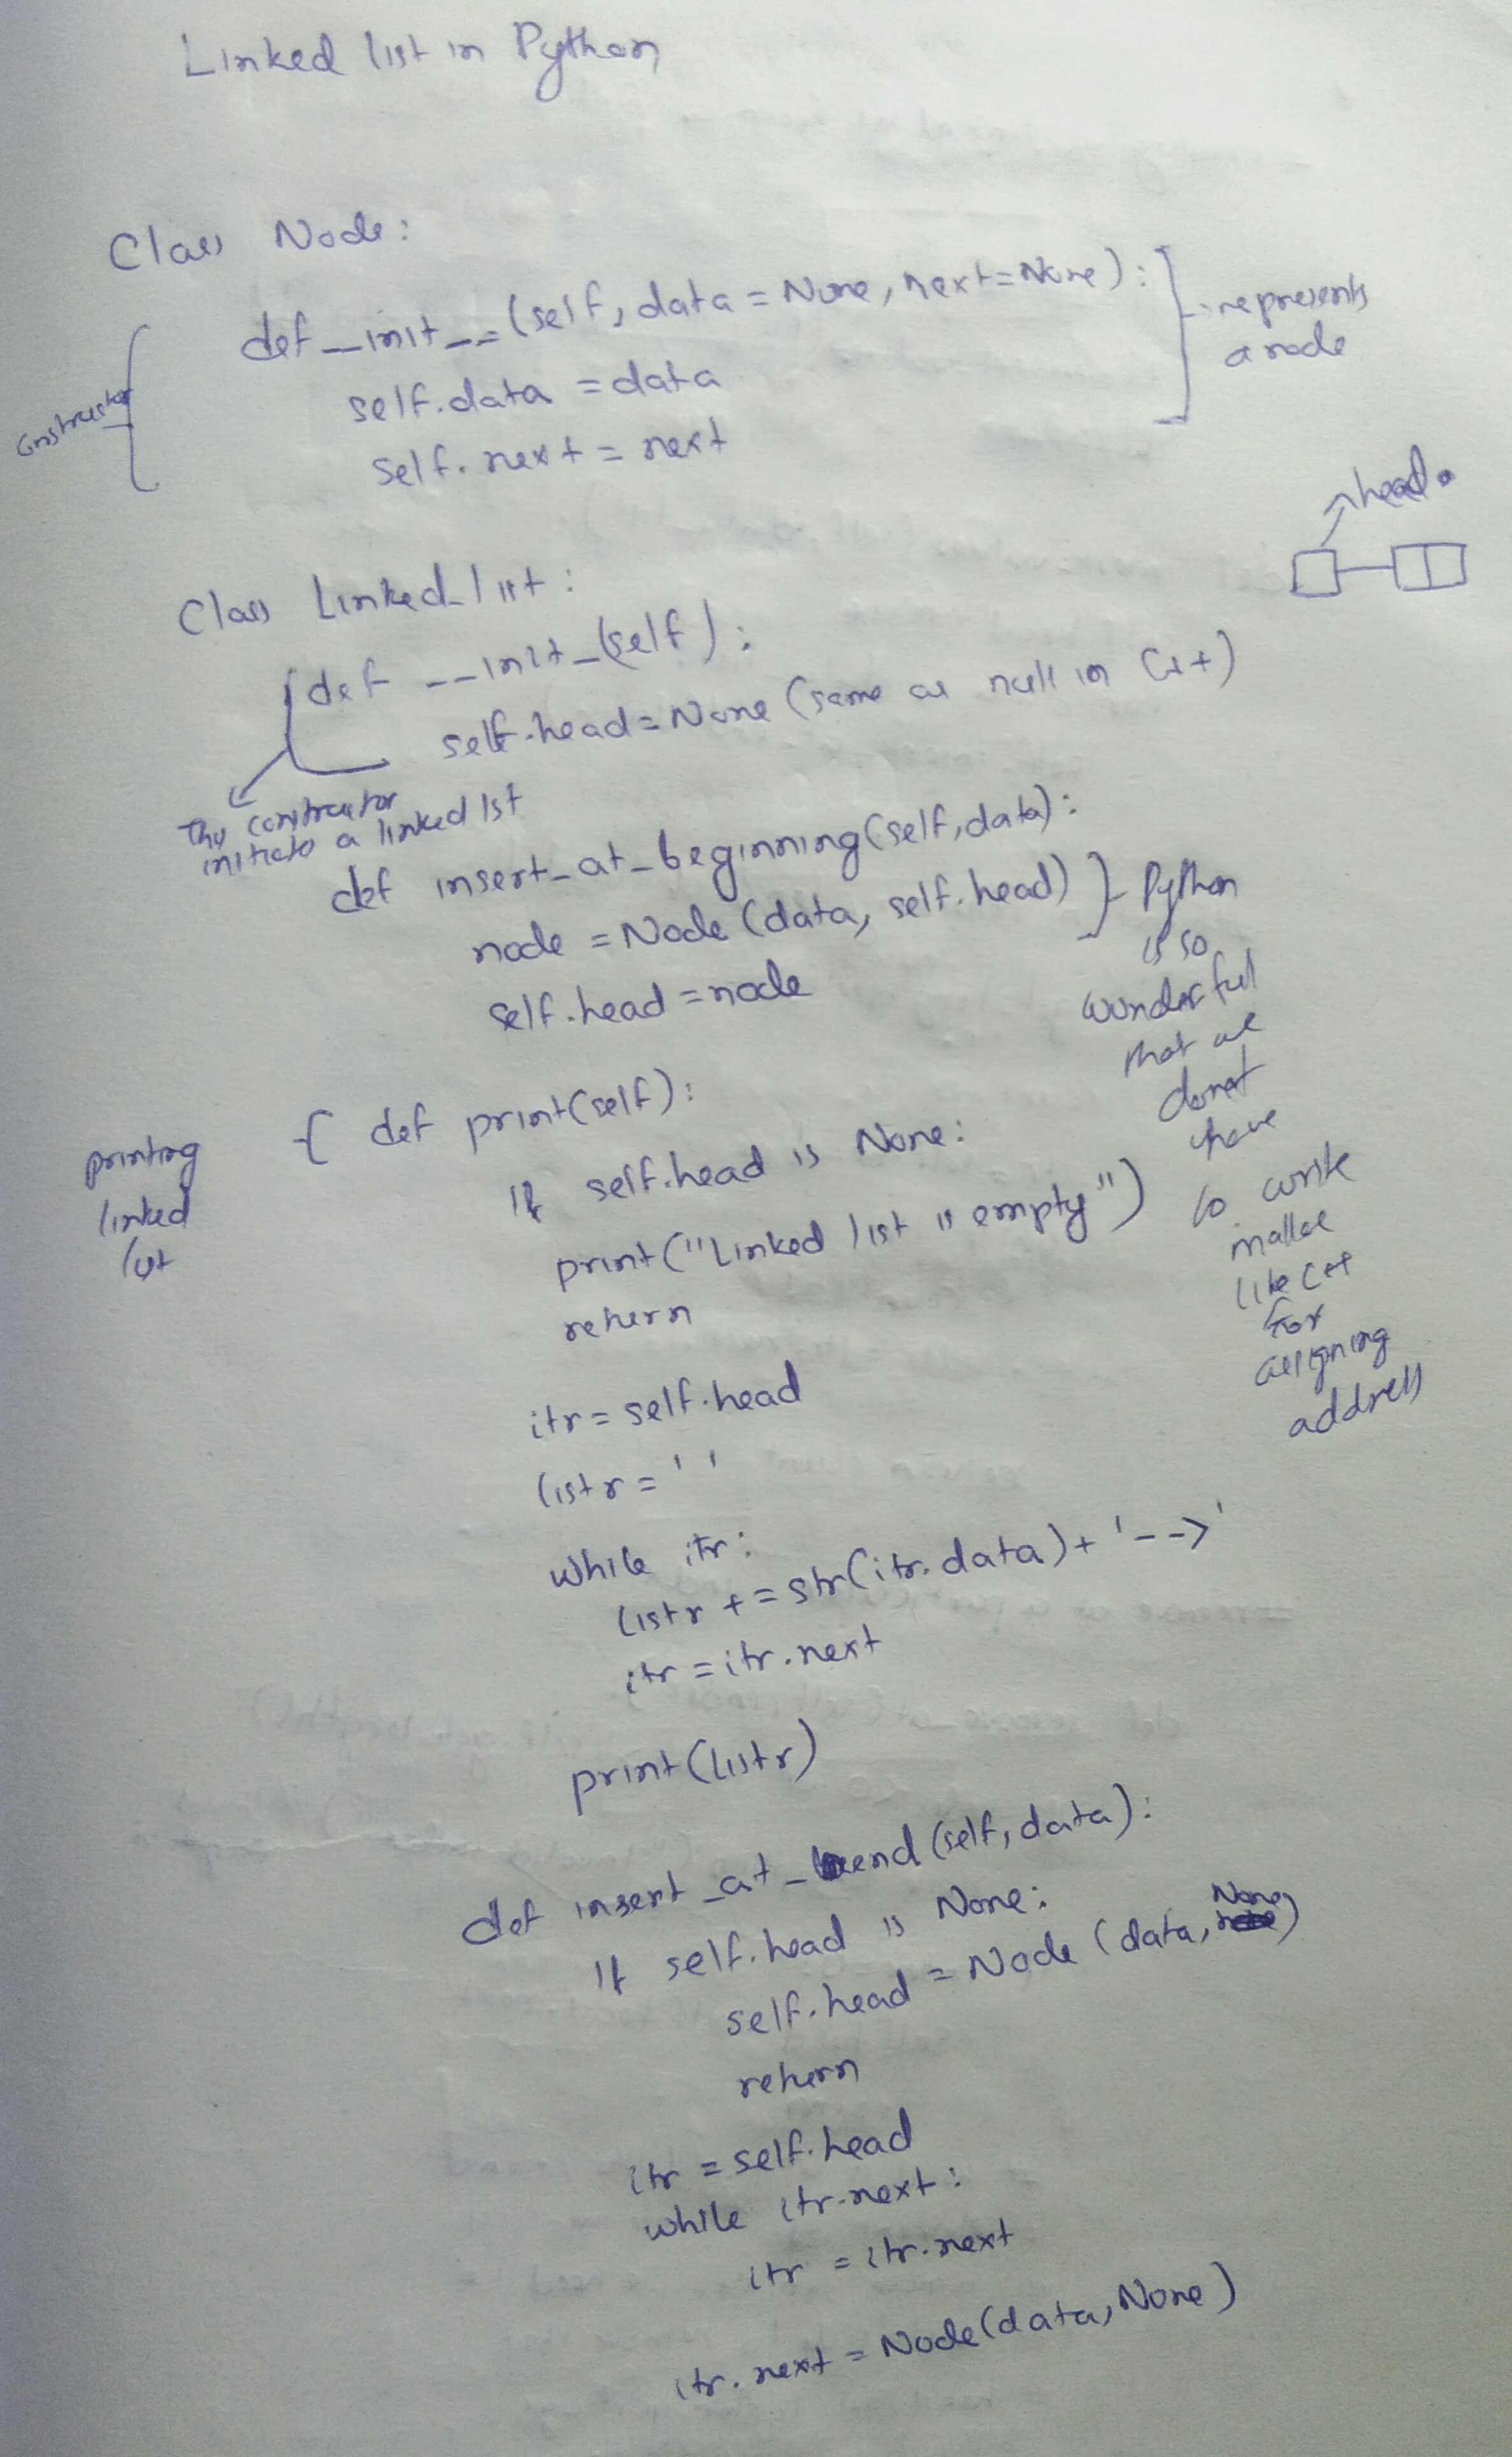 Linked list in Python
Class Node:
def _init__(self, data = None, next=None):
self.data = data
self.next = next
constructor
represents
a node
head
Class Linked_list:
def __init_(self):
self.head=None (same as null in C++)
This constructor
initiate a linked list
def insert_at_beginning(self,data):
node = Node (data, self.head)
self.head = node
Python
is so
wonderful
that we
donot
have
to write
malloc
like C++
for
assigning
address
printing
linked
list
def print(self):
if self.head is None:
print("Linked list is empty")
return
itr = self.head
listr = ' '
while itr:
listr += str(itr.data)+ '-->'
itr = itr.next
print(listr)
def insert_at_end(self,data):
if self.head is None:
self.head = Node (data, None)
return
itr = self.head
while itr.next:
itr = itr.next
itr.next = Node(data, None)